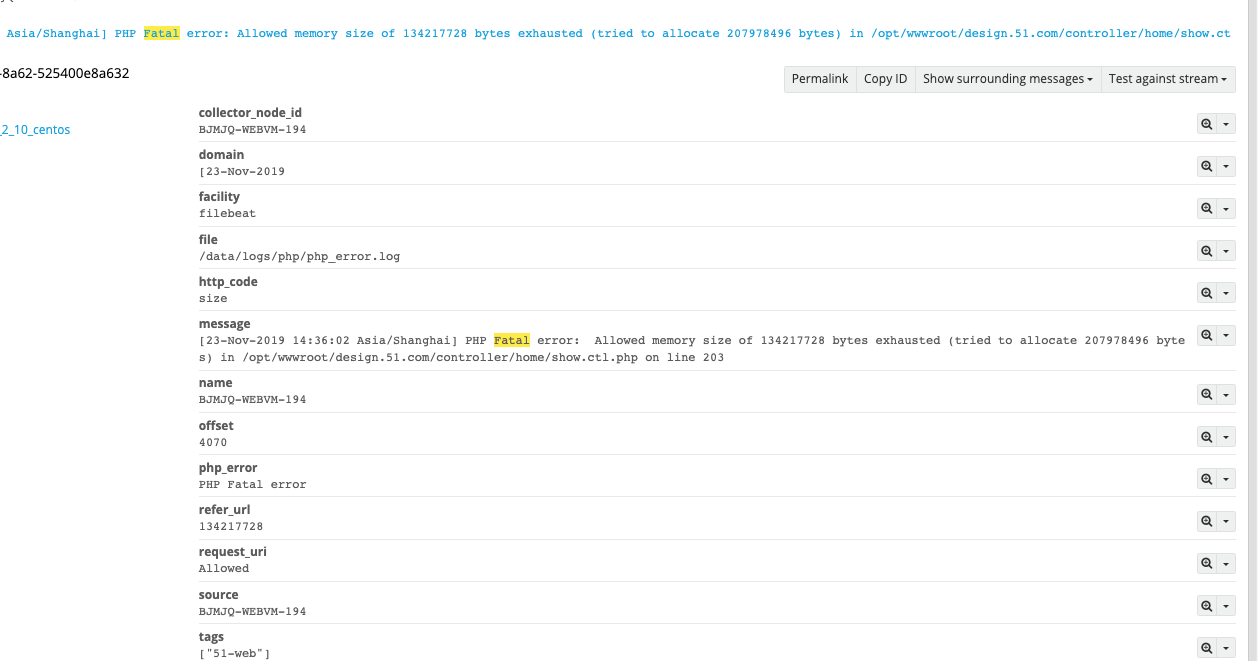 Asia/Shanghai] PHP Fatal error: Allowed memory size of 134217728 bytes exhausted (tried to allocate 207978496 bytes) in /opt/wwwroot/design.51.com/controller/home/show.ct
-8a62-525400e8a632
Permalink Copy ID Show surrounding messages Test against stream
_2_10_centos
collector_node_id
BJMJQ-WEBVM-194
domain
[23-Nov-2019
facility
filebeat
file
/data/logs/php/php_error.log
http_code
size
message
[23-Nov-2019 14:36:02 Asia/Shanghai] PHP Fatal error:  Allowed memory size of 134217728 bytes exhausted (tried to allocate 207978496 byte
s) in /opt/wwwroot/design.51.com/controller/home/show.ctl.php on line 203
name
BJMJQ-WEBVM-194
offset
4070
php_error
PHP Fatal error
refer_url
134217728
request_uri
Allowed
source
BJMJQ-WEBVM-194
tags
["51-web"]